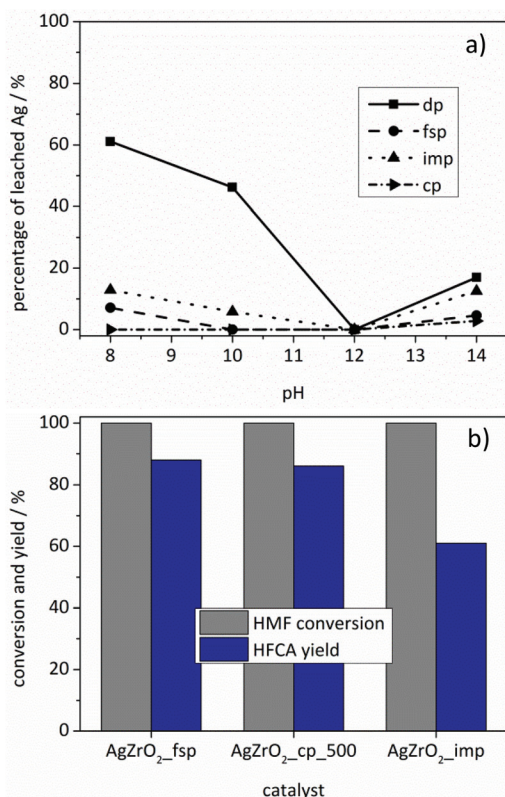 a)
percentage of leached Ag / %
100
80
60
40
20
0
dp
fsp
imp
cp
8
9
10
11
12
13
14
pH
b)
conversion and yield / %
100
80
60
40
20
0
HMF conversion
HFCA yield
AgZrO₂_fsp
AgZrO₂_cp_500
AgZrO₂_imp
catalyst